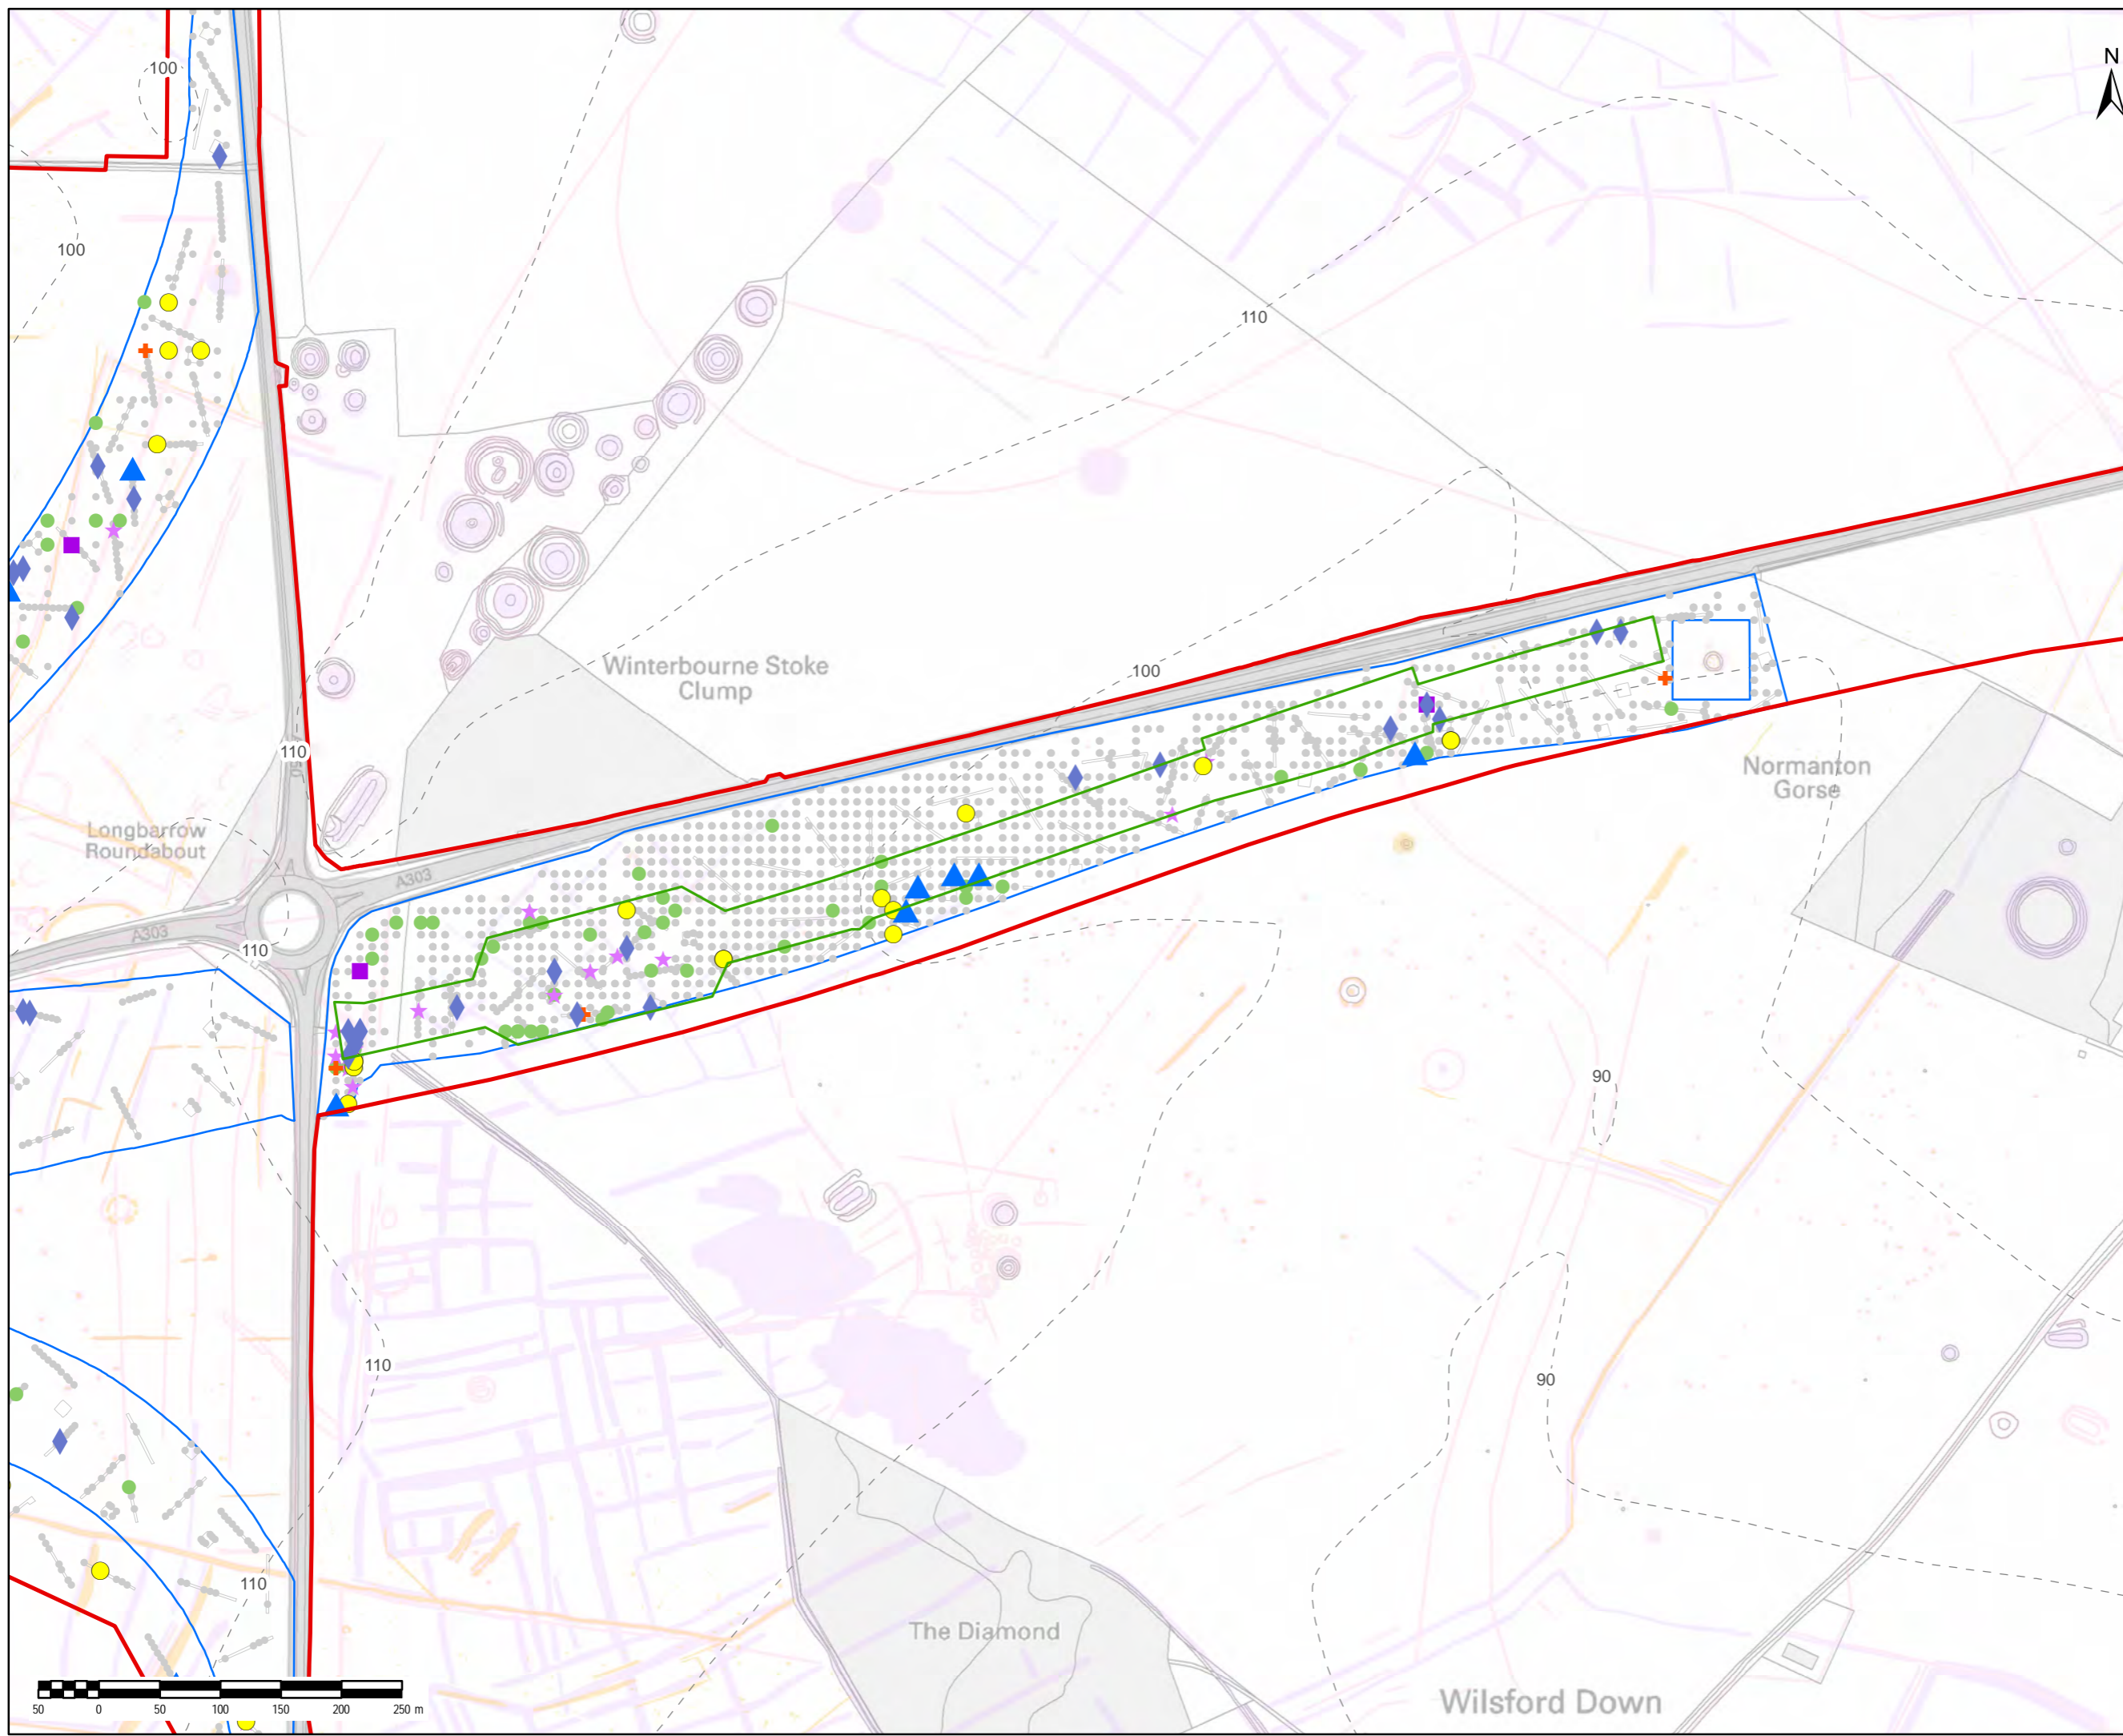 N
100
100
110
Winterbourne Stoke
Clump
100
110
Longbarrow
Roundabout
Normanton
Gorse
A303
A303
110
90
110
90
110
The Diamond
Wilsford Down
50 0 50 100 150 200 250 m